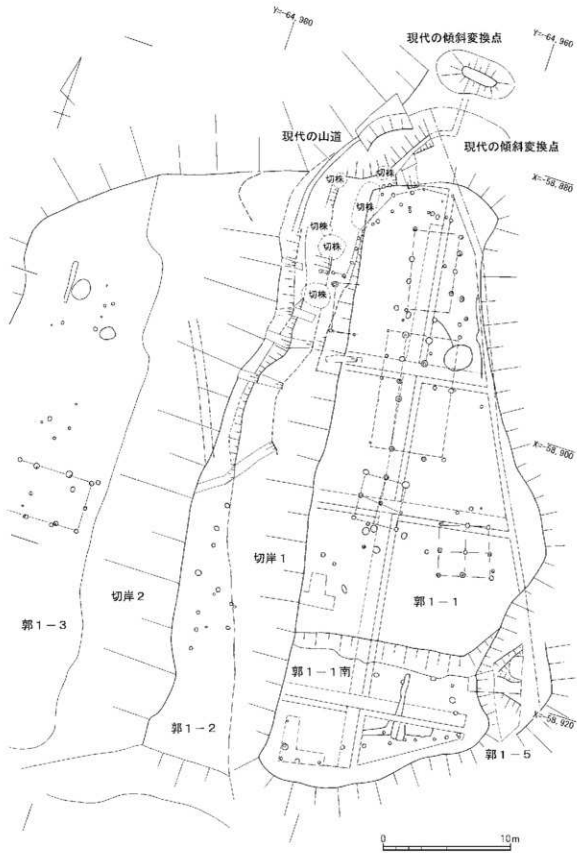 Y=-64,980
現代の傾斜変換点
Y=-64,960
現代の山道
現代の傾斜変換点
切株
切株
切株
切株
切株
切株
X=-58,880
X=-58,900
切岸1
切岸2
郭1-1
郭1-3
郭1-1南
X=-58,920
郭1-2
郭1-5
0
10m